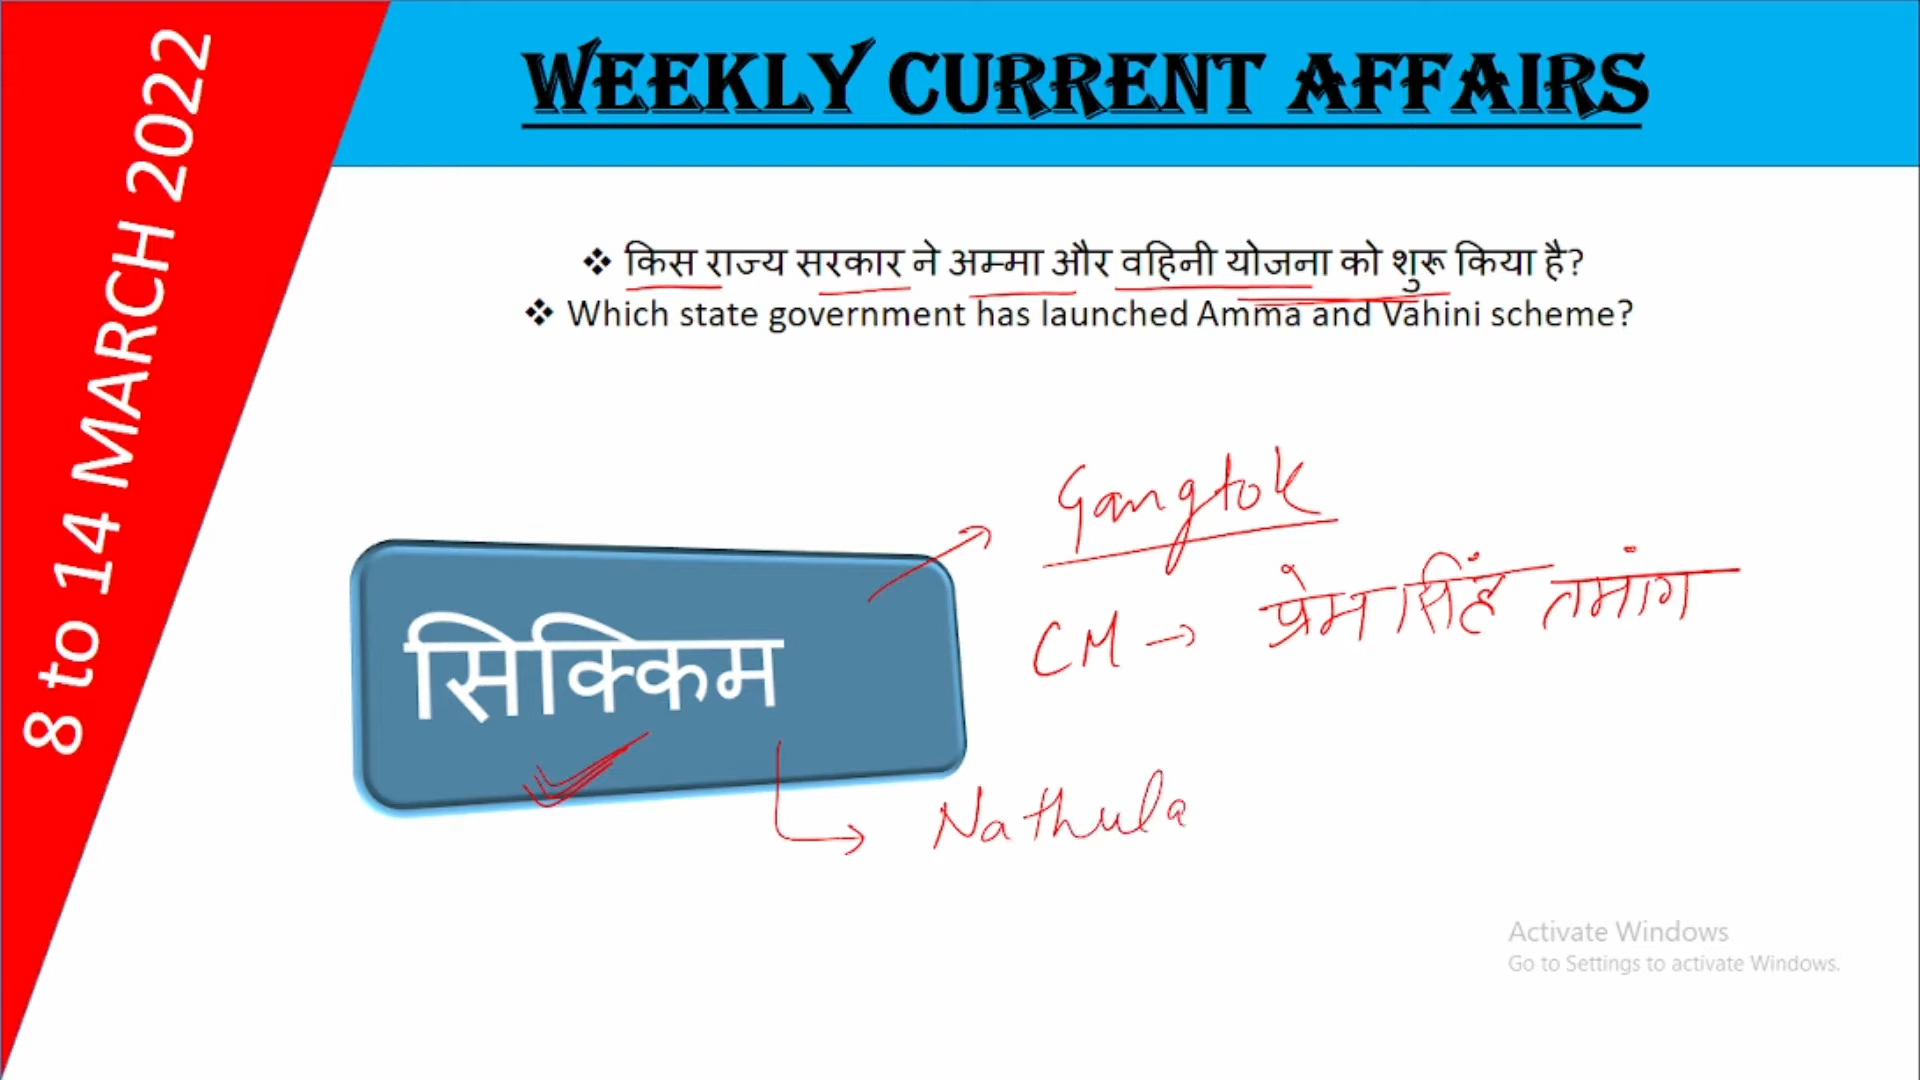 8 to 14 MARCH 2022
WEEKLY CURRENT AFFAIRS
❖ किस राज्य सरकार ने अम्मा और वहिनी योजना को शुरू किया है?
❖ Which state government has launched Amma and Vahini scheme?
Gangtok
CM → प्रेम सिंह तमांग
सिक्किम
Nathula
Activate Windows
Go to Settings to activate Windows.